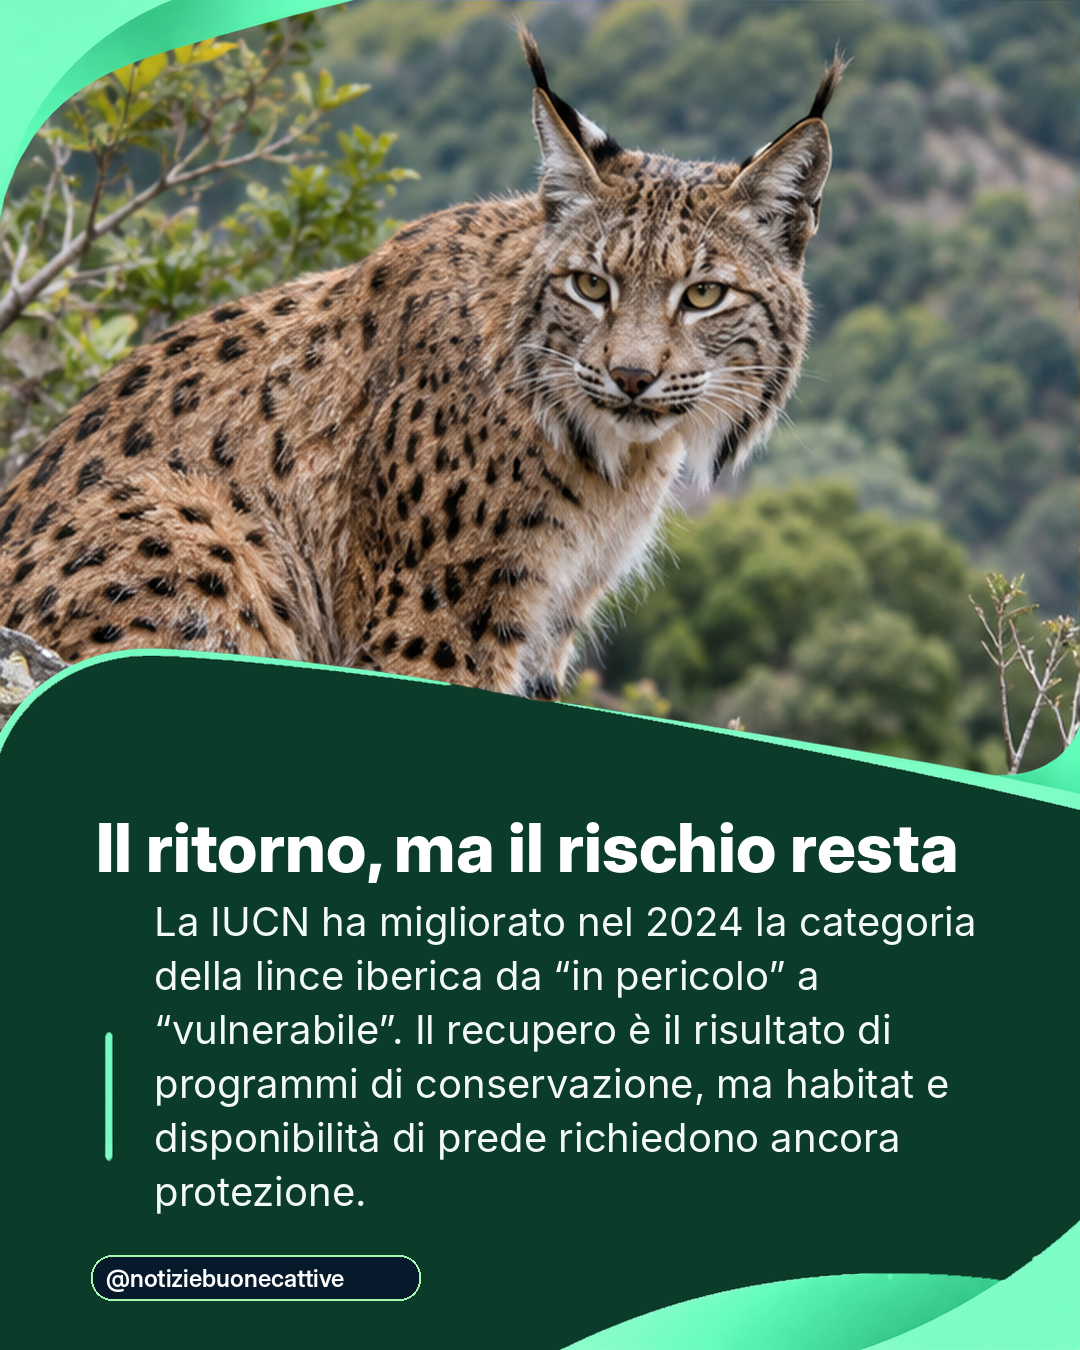 Il ritorno, ma il rischio resta
La IUCN ha migliorato nel 2024 la categoria
della lince iberica da “in pericolo” a
“vulnerabile”. Il recupero è il risultato di
programmi di conservazione, ma habitat e
disponibilità di prede richiedono ancora
protezione.
@notiziebuonecattive